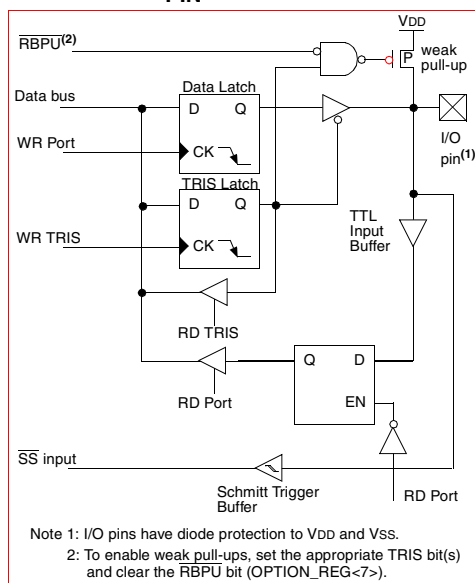 PIN
RBPU(2)
VDD
P
weak
pull-up
Data bus
Data Latch
D
Q
WR Port
CK
I/O
pin(1)
TRIS Latch
D
Q
WR TRIS
CK
TTL
Input
Buffer
RD TRIS
Q
D
RD Port
EN
SS input
Schmitt Trigger
Buffer
RD Port
Note 1: I/O pins have diode protection to VDD and VSS.
2: To enable weak pull-ups, set the appropriate TRIS bit(s)
and clear the RBPU bit (OPTION_REG<7>).